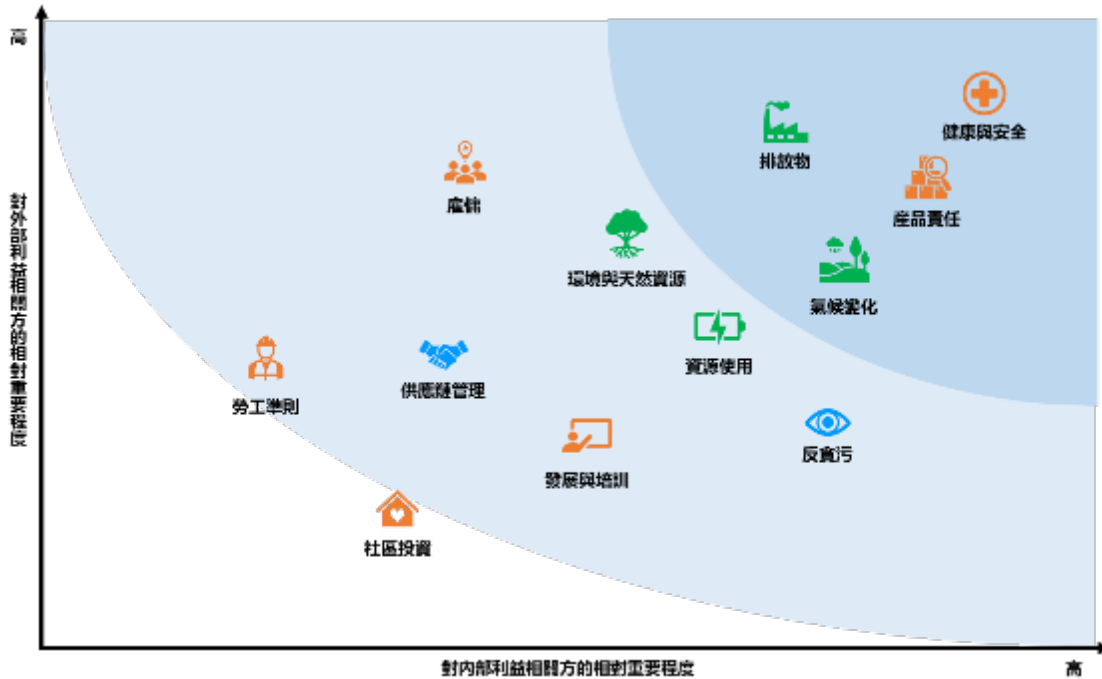 高
對外部利益相關方的相對重要程度
健康與安全
排放物
產品責任
雇傭
環境與天然資源
氣候變化
資源使用
供應鏈管理
勞工準則
反貪污
發展與培訓
社區投資
對內部利益相關方的相對重要程度
高